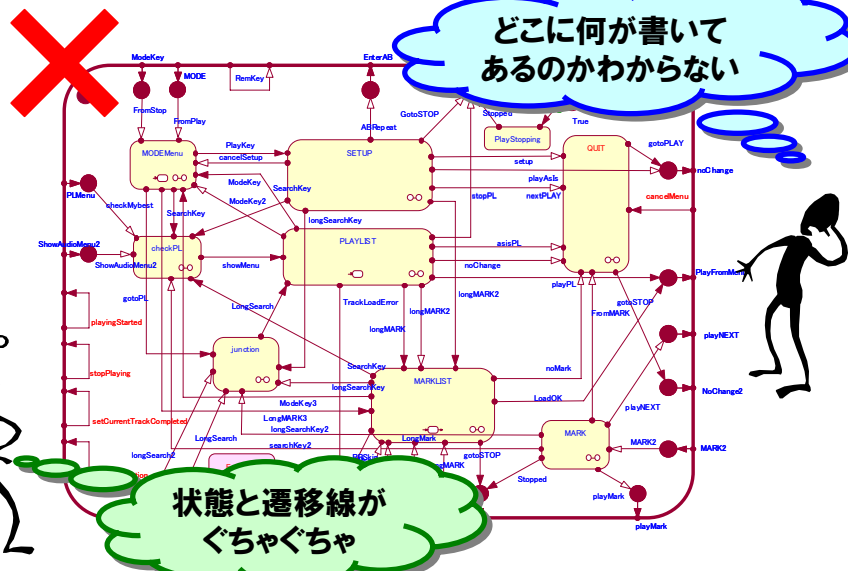 どこに何が書いて
あるのかわからない
ModeKey
MODE
RemKey
EnterAB
FromStop
FromPlay
ABRepeat
GotoSTOP
Stopped
True
PlayStopping
MODEMenu
PlayKey
cancelSetup
SETUP
QUIT
gotoPLAY
setup
noChange
playAsIs
nextPLAY
stopPL
cancelMenu
ModeKey
ModeKey2
SearchKey
PLMenu
checkMybest
SearchKey
longSearchKey
ShowAudioMenu2
checkPL
ShowAudioMenu2
showMenu
PLAYLIST
asisPL
noChange
playPL
gotoPL
TrackLoadError
longMARK2
longMARK2
gotoSTOP
FromMARK
LongSearch
longMARK
playingStarted
junction
playNEXT
SearchKey
noMark
stopPlaying
longSearchKey
MARKLIST
LoadOK
NoChange2
ModeKey3
LongMARK3
playNEXT
setCurrentTrackCompleted
longSearchKey2
LongSearch
LongMark
MARK
searchKey2
MARK2
MARK2
longSearch2
gotoSTOP
Stopped
playMark
playMark
状態と遷移線が
ぐちゃぐちゃ